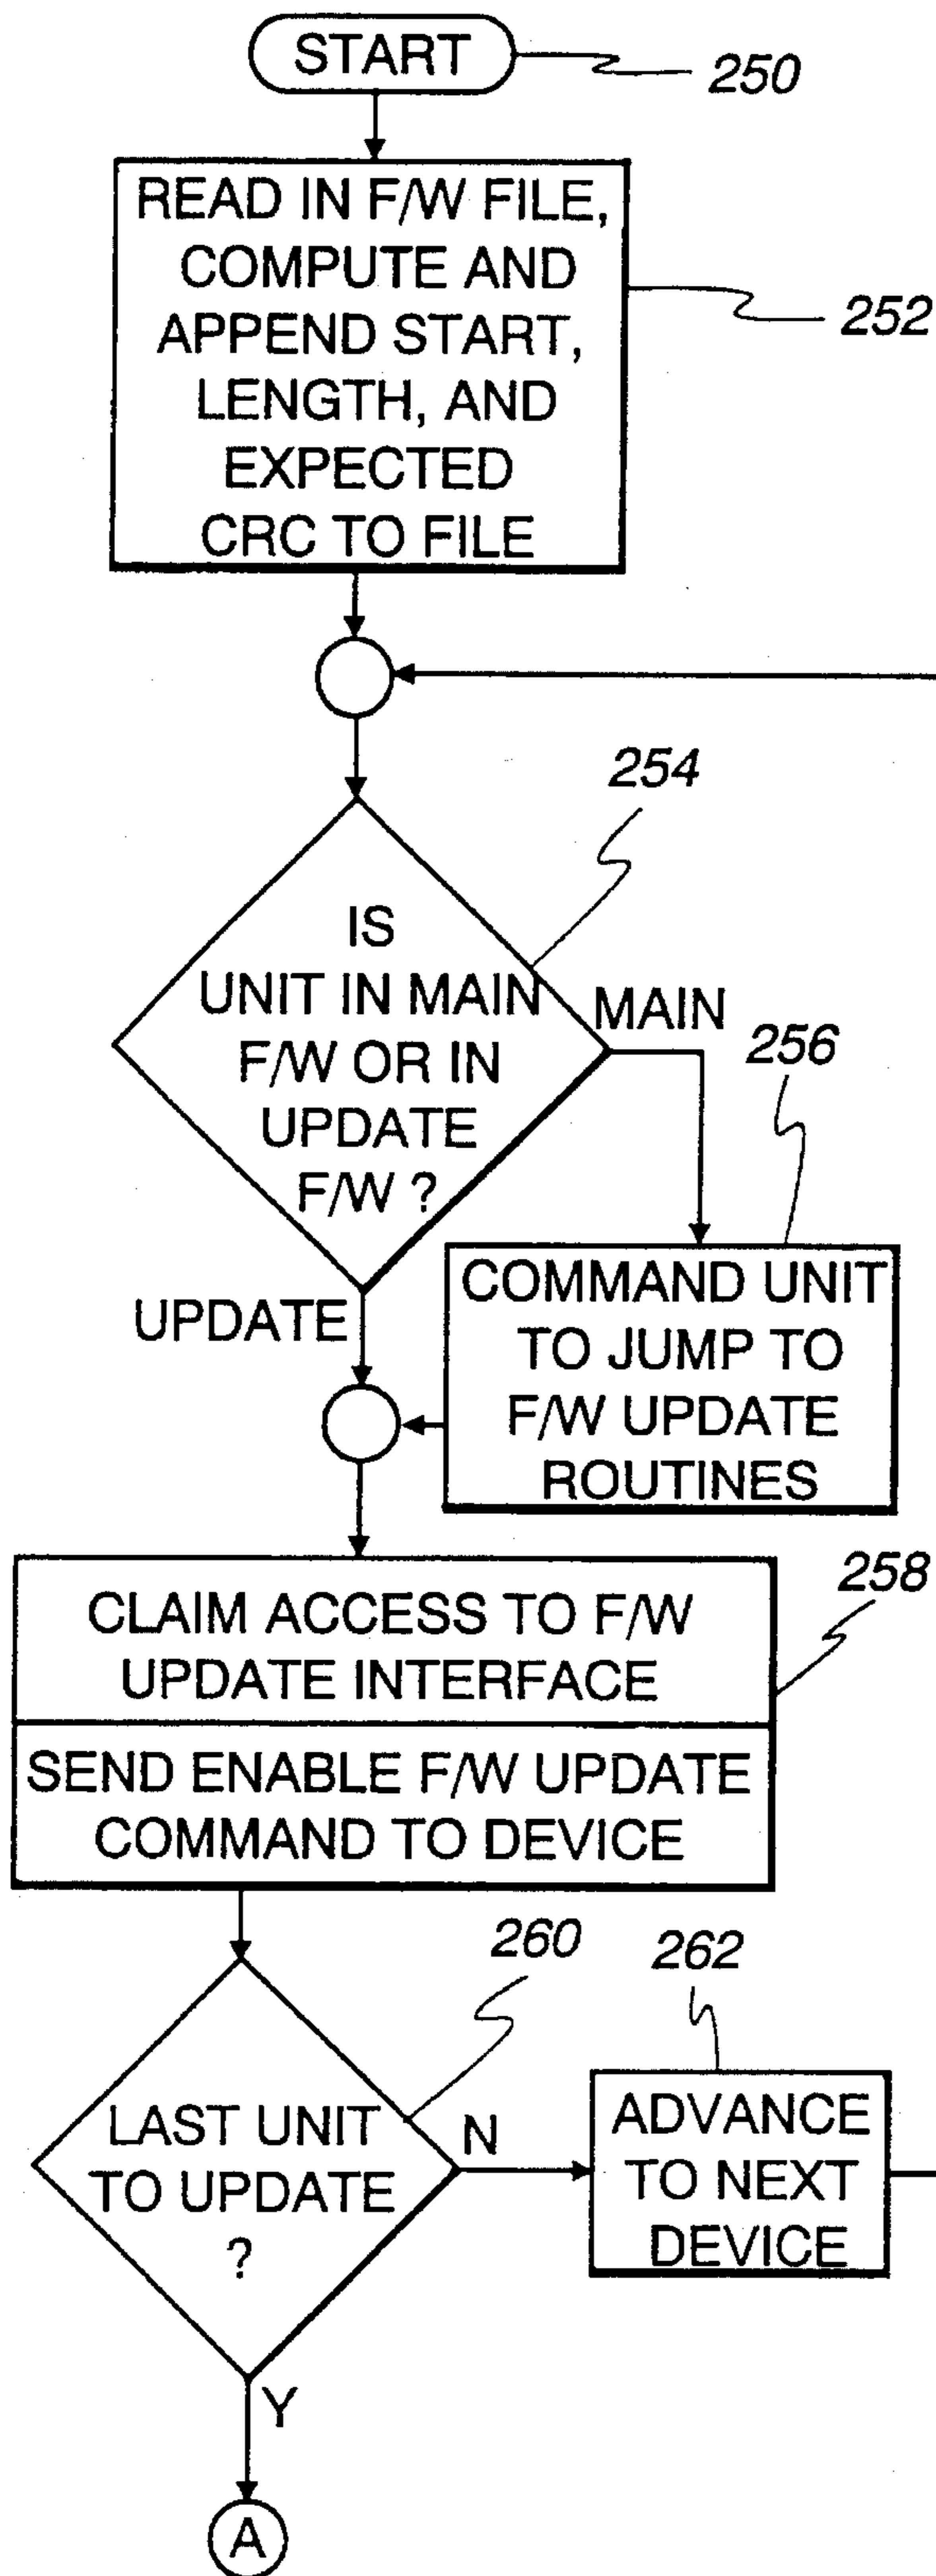 START
250
READ IN F/W FILE,
COMPUTE AND
APPEND START,
LENGTH, AND
EXPECTED
CRC TO FILE
252
254
IS
UNIT IN MAIN
F/W OR IN
UPDATE
F/W ?
MAIN
256
UPDATE
COMMAND UNIT
TO JUMP TO
F/W UPDATE
ROUTINES
258
CLAIM ACCESS TO F/W
UPDATE INTERFACE
SEND ENABLE F/W UPDATE
COMMAND TO DEVICE
260
262
LAST UNIT
TO UPDATE
?
N
ADVANCE
TO NEXT
DEVICE
Y
A